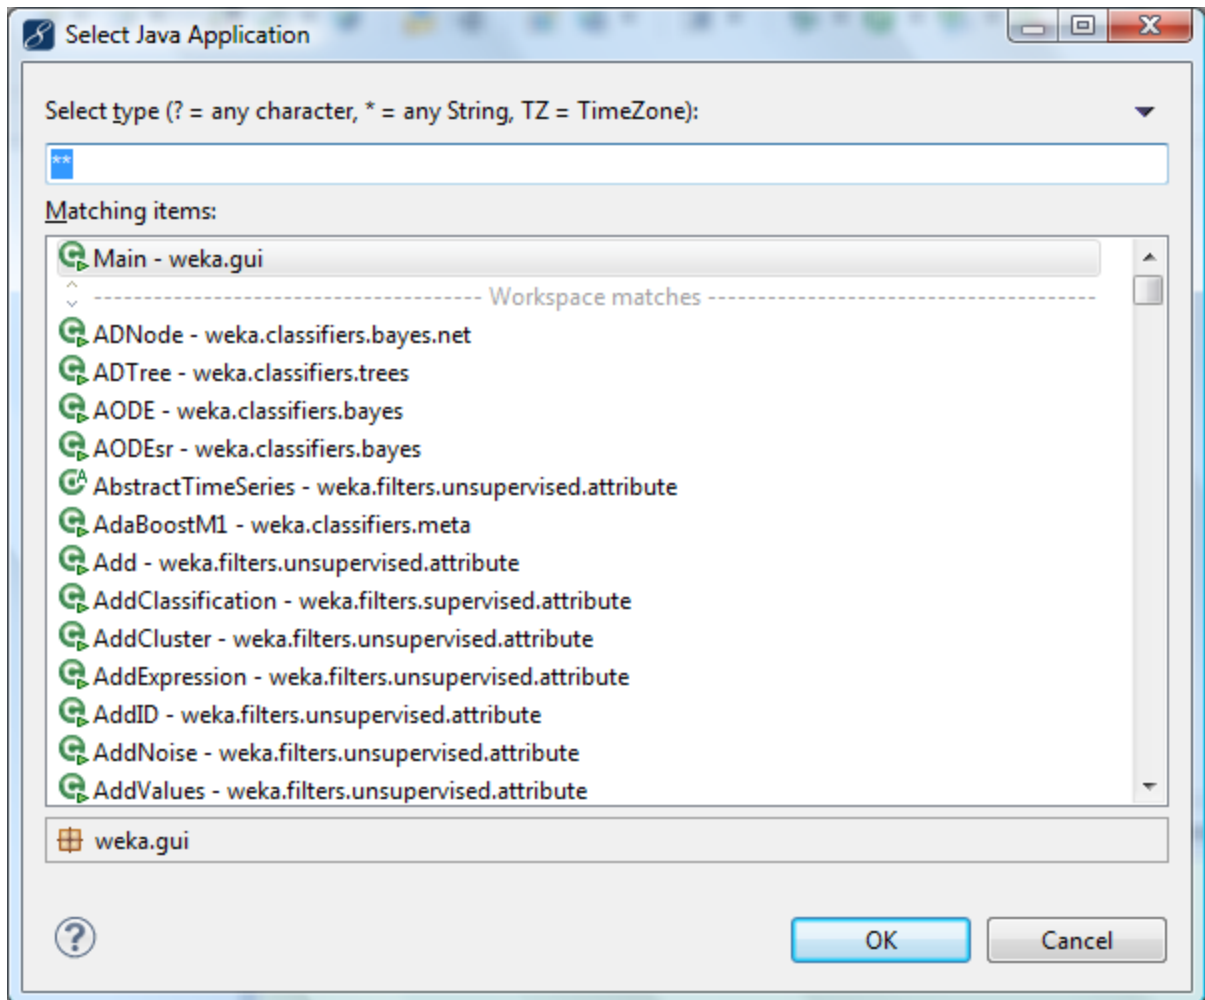 Select Java Application
Select type (? = any character, * = any String, TZ = TimeZone):
**
Matching items:
Main - weka.gui
Workspace matches
ADNode - weka.classifiers.bayes.net
ADTree - weka.classifiers.trees
AODE - weka.classifiers.bayes
AODEsr - weka.classifiers.bayes
AbstractTimeSeries - weka.filters.unsupervised.attribute
AdaBoostM1 - weka.classifiers.meta
Add - weka.filters.unsupervised.attribute
AddClassification - weka.filters.supervised.attribute
AddCluster - weka.filters.unsupervised.attribute
AddExpression - weka.filters.unsupervised.attribute
AddID - weka.filters.unsupervised.attribute
AddNoise - weka.filters.unsupervised.attribute
AddValues - weka.filters.unsupervised.attribute
weka.gui
OK Cancel